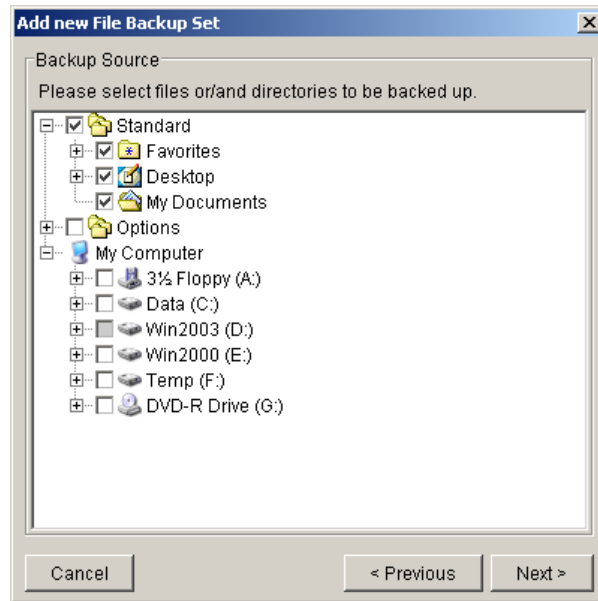 Add new File Backup Set
Backup Source
Please select files or/and directories to be backed up.
Standard
Favorites
Desktop
My Documents
Options
My Computer
3½ Floppy (A:)
Data (C:)
Win2003 (D:)
Win2000 (E:)
Temp (F:)
DVD-R Drive (G:)
Cancel
< Previous
Next >